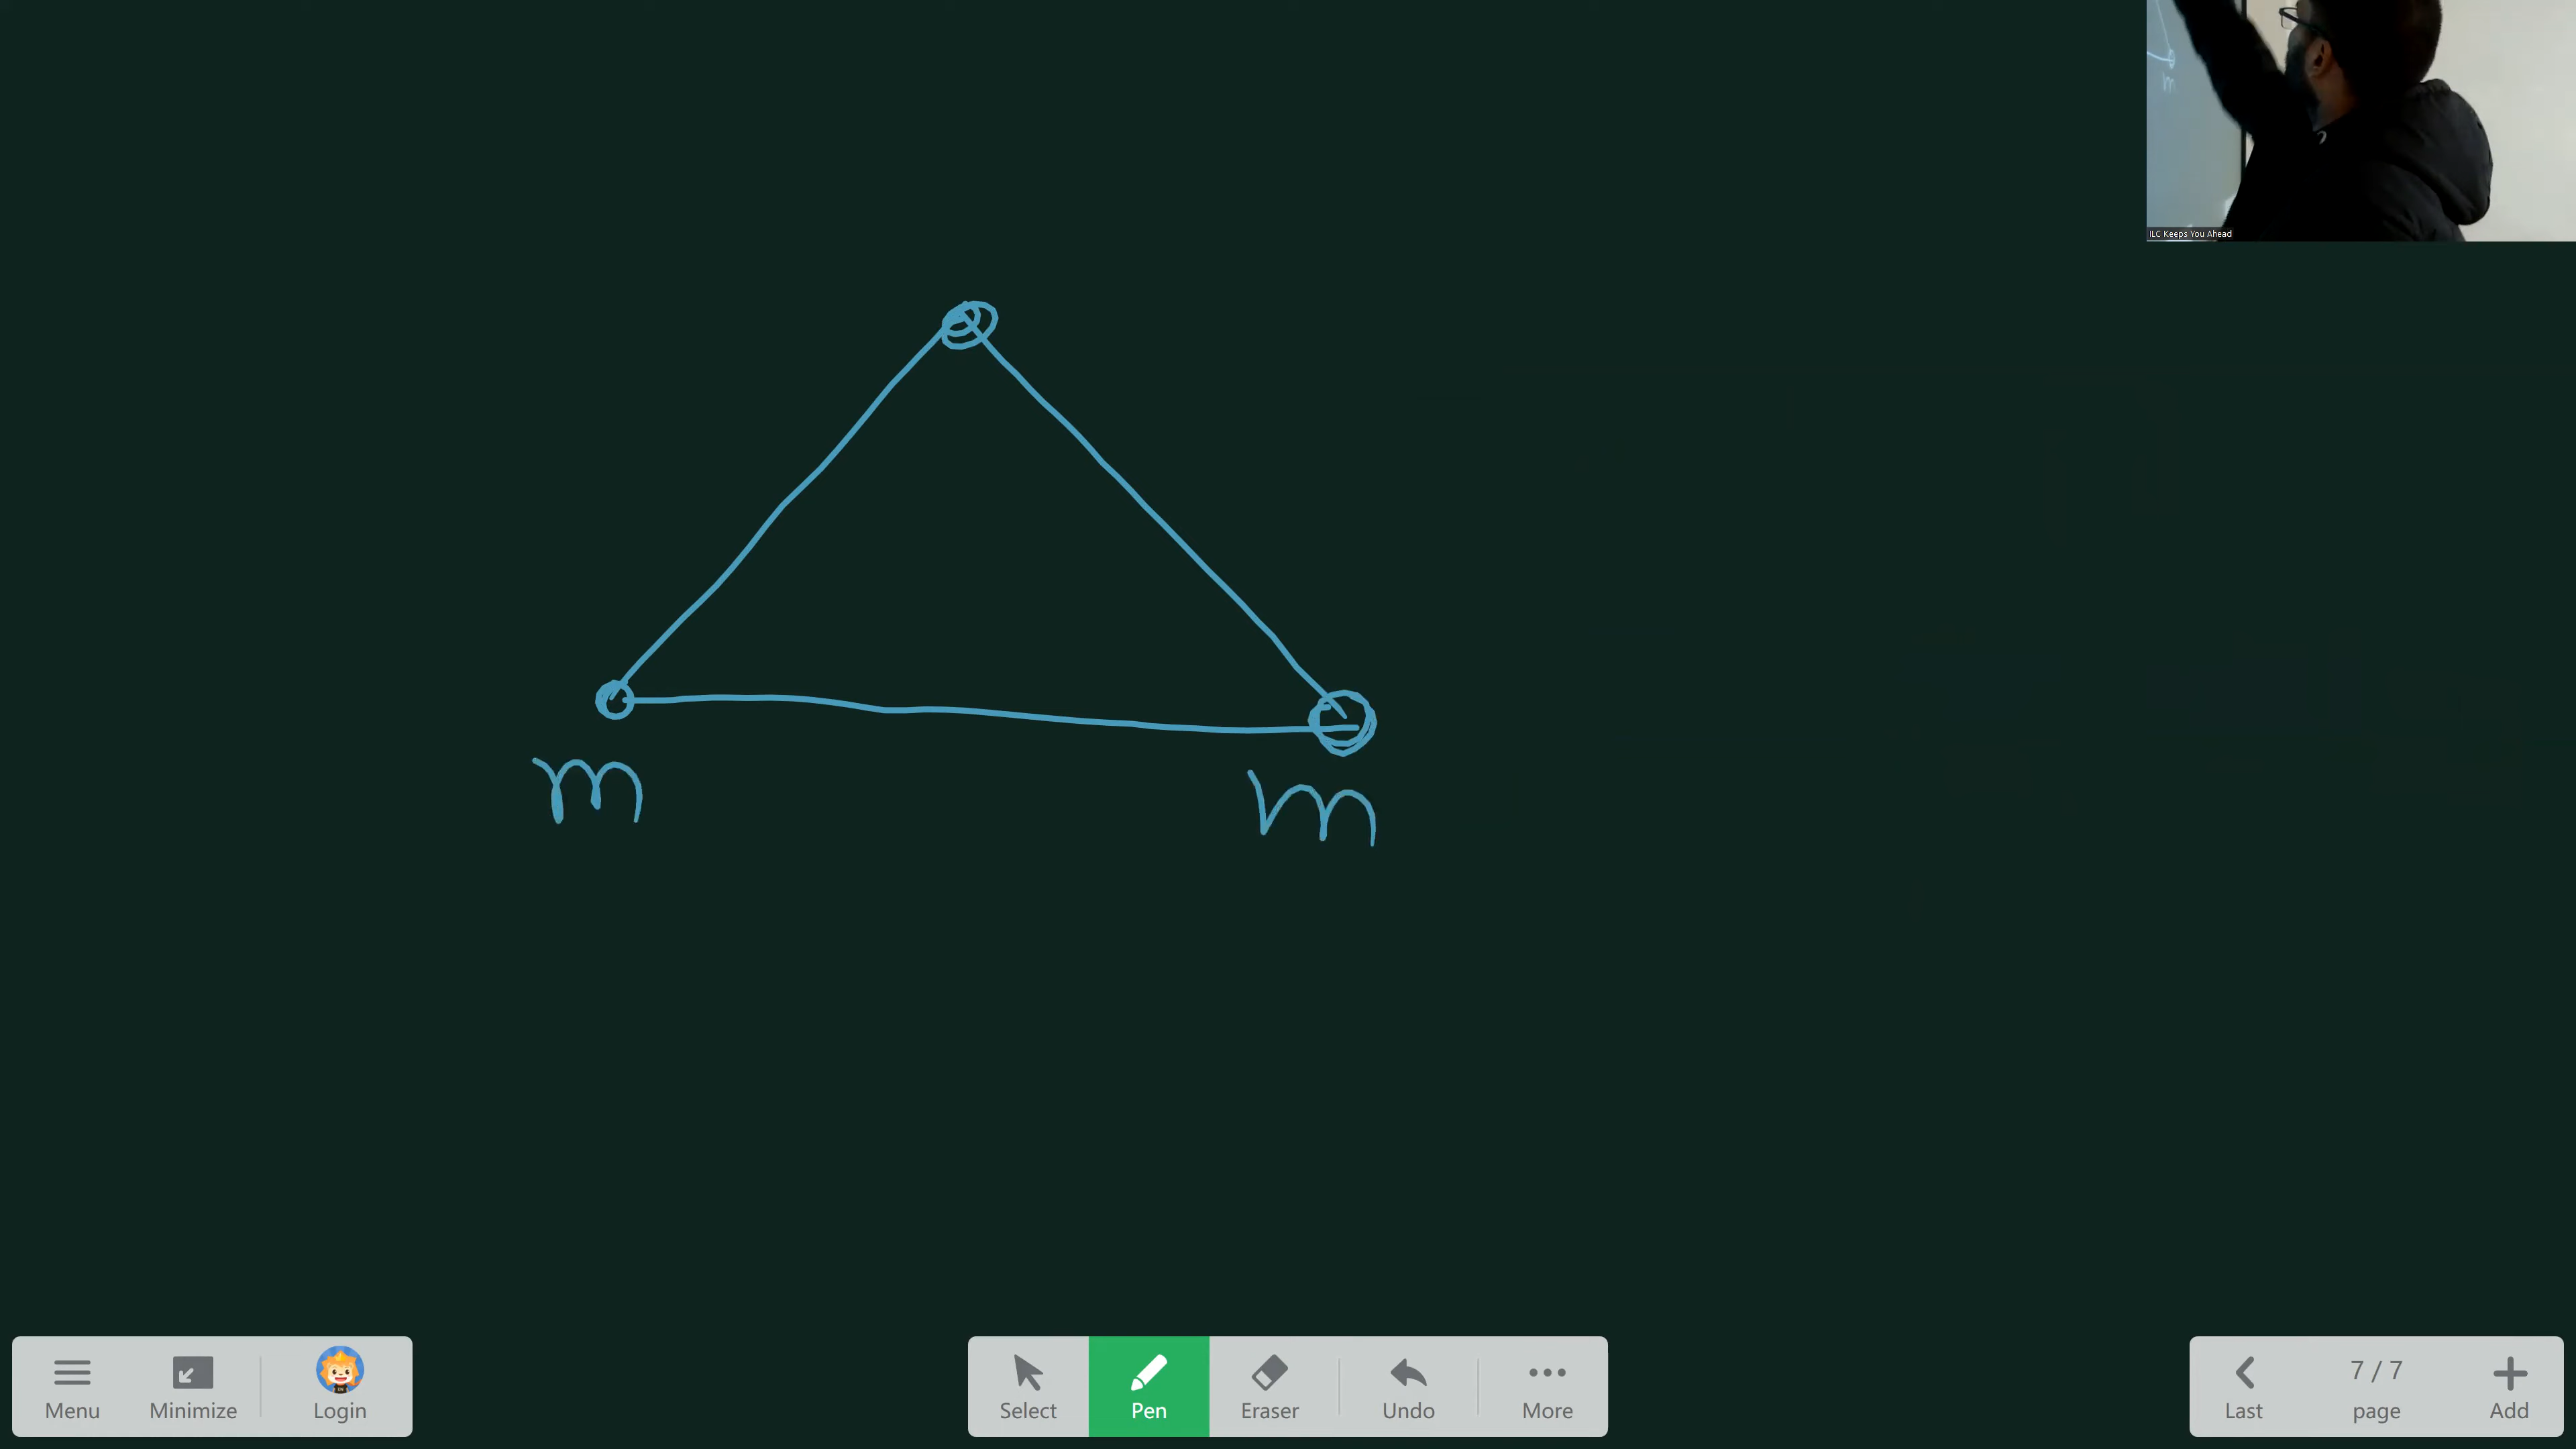 ILC Keeps You Ahead
m m
Menu Minimize Login Select Pen Eraser Undo More Last 7 / 7 page Add